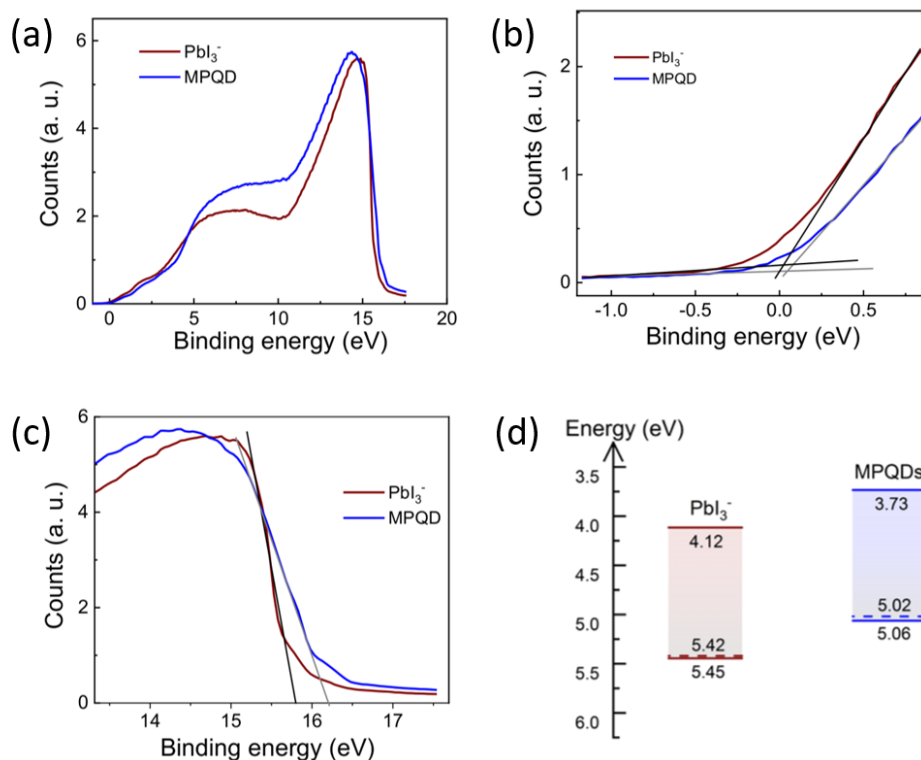 (a)
6
4
2
0
Counts (a. u.)
PbI₃⁻
MPQD
0
5
10
15
20
Binding energy (eV)
(b)
2
1
0
Counts (a. u.)
PbI₃⁻
MPQD
-1.0
-0.5
0.0
0.5
Binding energy (eV)
(c)
6
4
2
0
Counts (a. u.)
PbI₃⁻
MPQD
14
15
16
17
Binding energy (eV)
(d)
Energy (eV)
3.5
4.0
4.5
5.0
5.5
6.0
PbI₃⁻
4.12
5.42
5.45
MPQDs
3.73
5.02
5.06